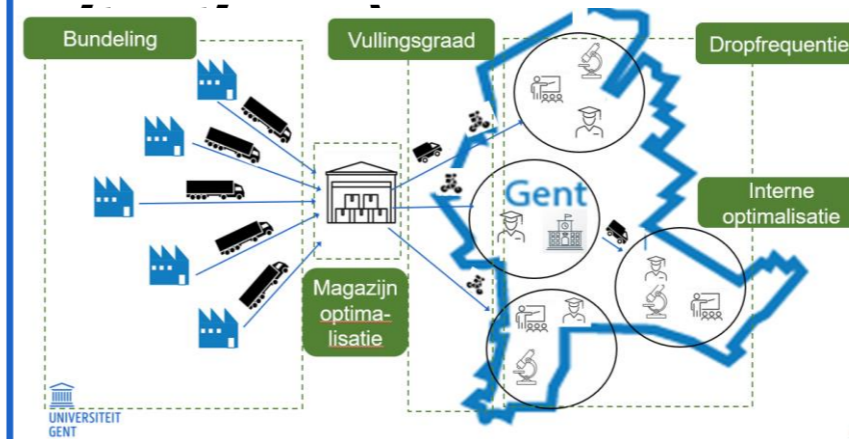 Bundeling
Vullingsgraad
Dropfrequentie
Gent
Interne
optimalisatie
Magazijn
optima-
lisatie
UNIVERSITEIT
GENT